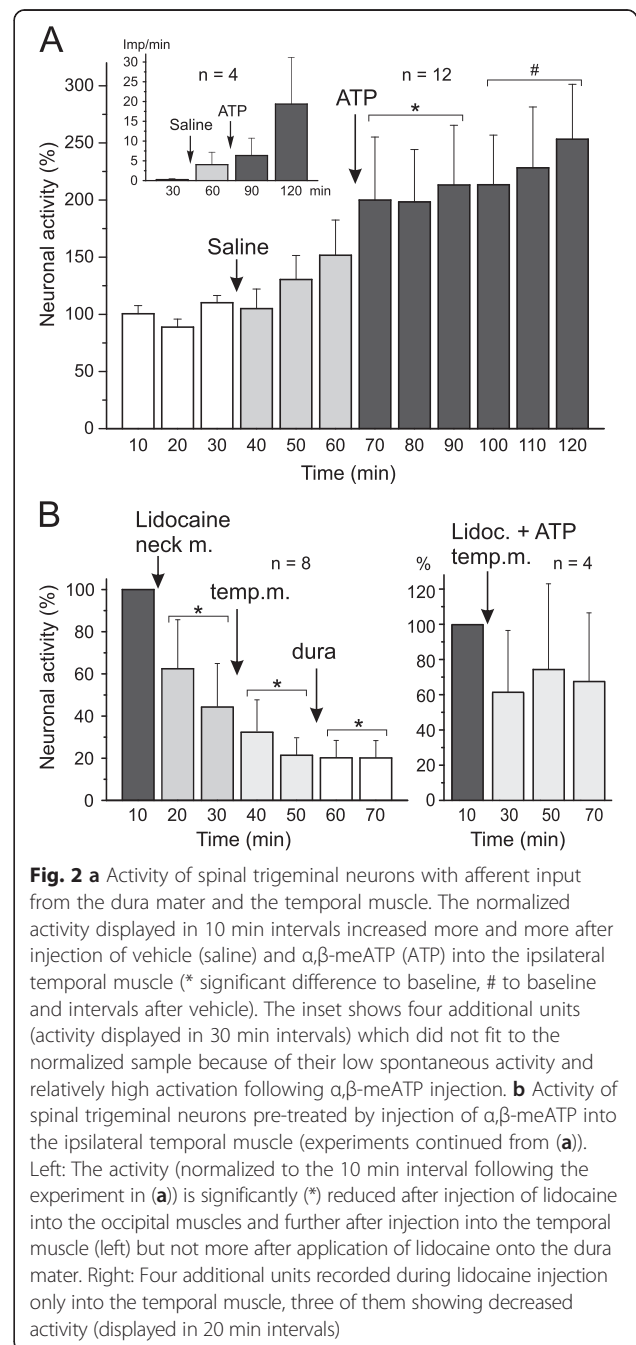 A
Imp/min
30
25
20
15
10
5
0
n = 4
Saline
ATP
30 60 90 120 min
n = 12
#
ATP
*
Saline
300
250
200
150
100
50
0
Neuronal activity (%)
10 20 30 40 50 60 70 80 90 100 110 120
Time (min)
B
Lidocaine
neck m.
n = 8
temp.m.
dura
*
*
*
100
80
60
40
20
0
Neuronal activity (%)
10 20 30 40 50 60 70
Time (min)
Lidoc. + ATP
temp.m.
n = 4
%
120
100
80
60
40
20
0
10 30 50 70
Time (min)
Fig. 2 a Activity of spinal trigeminal neurons with afferent input
from the dura mater and the temporal muscle. The normalized
activity displayed in 10 min intervals increased more and more after
injection of vehicle (saline) and α,β-meATP (ATP) into the ipsilateral
temporal muscle (* significant difference to baseline, # to baseline
and intervals after vehicle). The inset shows four additional units
(activity displayed in 30 min intervals) which did not fit to the
normalized sample because of their low spontaneous activity and
relatively high activation following α,β-meATP injection. b Activity of
spinal trigeminal neurons pre-treated by injection of α,β-meATP into
the ipsilateral temporal muscle (experiments continued from (a)).
Left: The activity (normalized to the 10 min interval following the
experiment in (a)) is significantly (*) reduced after injection of lidocaine
into the occipital muscles and further after injection into the temporal
muscle (left) but not more after application of lidocaine onto the dura
mater. Right: Four additional units recorded during lidocaine injection
only into the temporal muscle, three of them showing decreased
activity (displayed in 20 min intervals)